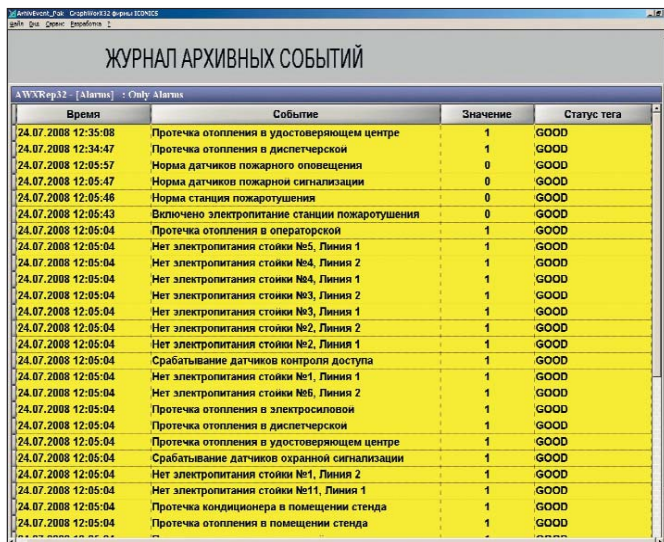 ArhivEvent_Pak GraphWorX32 фирмы ICONICS
Файл Вид Сервис Разработка ?
ЖУРНАЛ АРХИВНЫХ СОБЫТИЙ
AWXRep32 - [Alarms] : Only Alarms
Время Событие Значение Статус тега
24.07.2008 12:35:08 Протечка отопления в удостоверяющем центре 1 GOOD
24.07.2008 12:34:47 Протечка отопления в диспетчерской 1 GOOD
24.07.2008 12:05:57 Норма датчиков пожарного оповещения 0 GOOD
24.07.2008 12:05:47 Норма датчиков пожарной сигнализации 0 GOOD
24.07.2008 12:05:46 Норма станция пожаротушения 0 GOOD
24.07.2008 12:05:43 Включено электропитание станции пожаротушения 0 GOOD
24.07.2008 12:05:04 Протечка отопления в операторской 1 GOOD
24.07.2008 12:05:04 Нет электропитания стойки №5, Линия 1 1 GOOD
24.07.2008 12:05:04 Нет электропитания стойки №4, Линия 2 1 GOOD
24.07.2008 12:05:04 Нет электропитания стойки №4, Линия 1 1 GOOD
24.07.2008 12:05:04 Нет электропитания стойки №3, Линия 2 1 GOOD
24.07.2008 12:05:04 Нет электропитания стойки №3, Линия 1 1 GOOD
24.07.2008 12:05:04 Нет электропитания стойки №2, Линия 2 1 GOOD
24.07.2008 12:05:04 Нет электропитания стойки №2, Линия 1 1 GOOD
24.07.2008 12:05:04 Срабатывание датчиков контроля доступа 1 GOOD
24.07.2008 12:05:04 Нет электропитания стойки №1, Линия 1 1 GOOD
24.07.2008 12:05:04 Нет электропитания стойки №6, Линия 2 1 GOOD
24.07.2008 12:05:04 Протечка отопления в электросиловой 1 GOOD
24.07.2008 12:05:04 Протечка отопления в диспетчерской 1 GOOD
24.07.2008 12:05:04 Протечка отопления в удостоверяющем центре 1 GOOD
24.07.2008 12:05:04 Срабатывание датчиков охранной сигнализации 1 GOOD
24.07.2008 12:05:04 Нет электропитания стойки №1, Линия 2 1 GOOD
24.07.2008 12:05:04 Нет электропитания стойки №11, Линия 1 1 GOOD
24.07.2008 12:05:04 Протечка кондиционера в помещении стенда 1 GOOD
24.07.2008 12:05:04 Протечка отопления в помещении стенда 1 GOOD